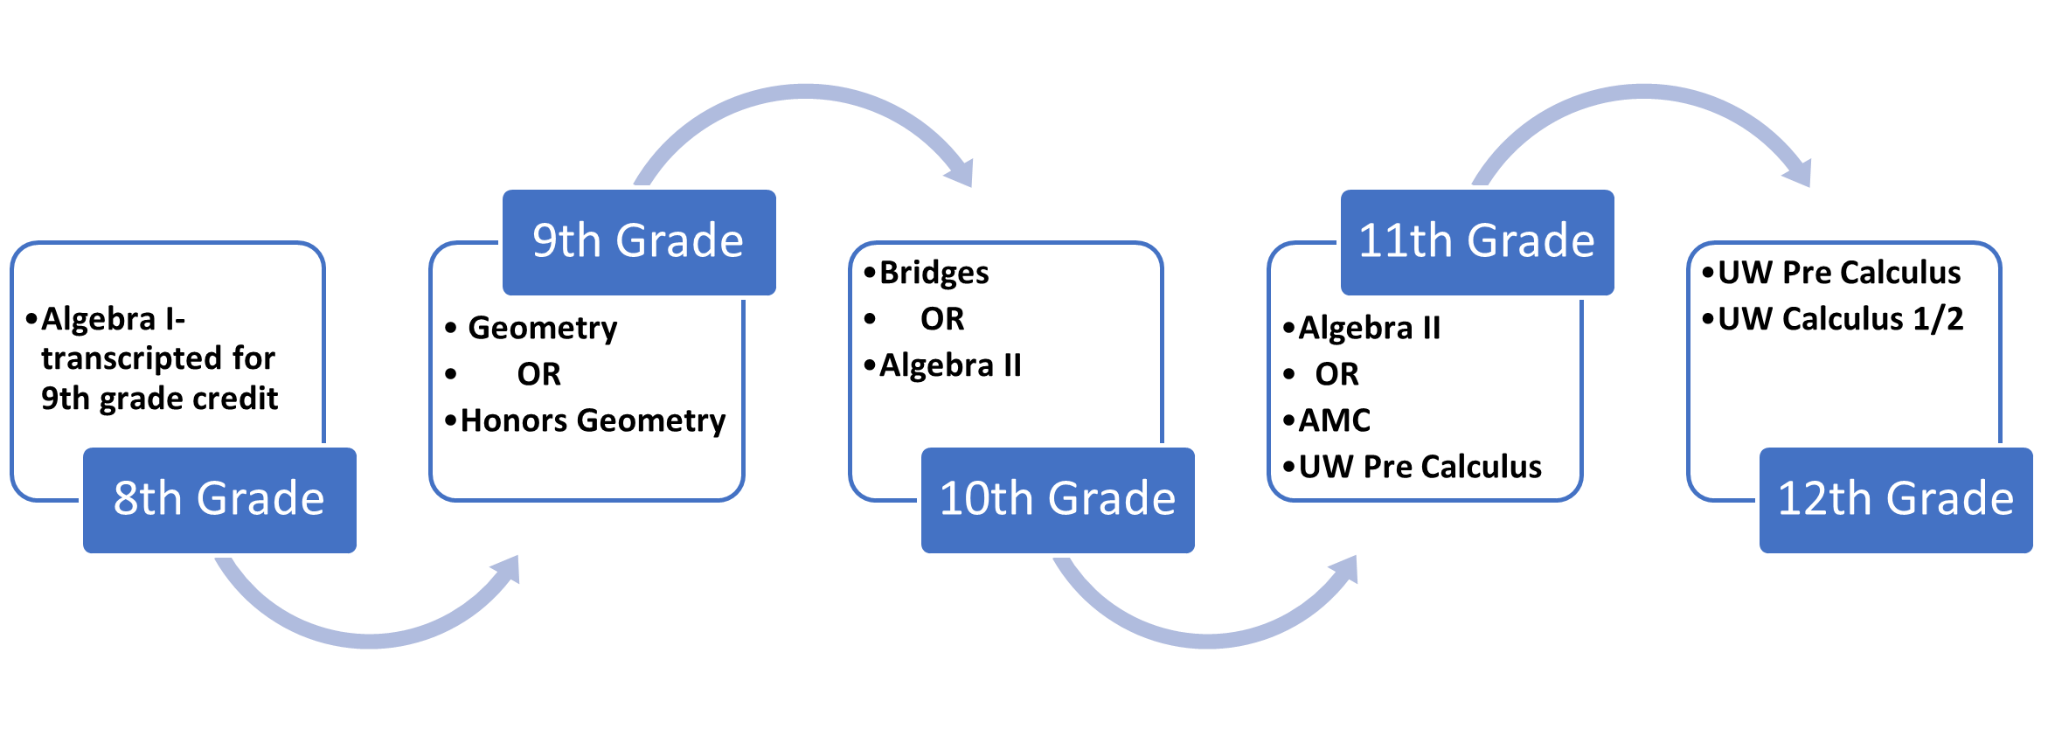 •Algebra I-
transcripted for
9th grade credit
8th Grade
9th Grade
• Geometry
• OR
•Honors Geometry
•Bridges
• OR
•Algebra II
10th Grade
11th Grade
•Algebra II
• OR
•AMC
•UW Pre Calculus
•UW Pre Calculus
•UW Calculus 1/2
12th Grade